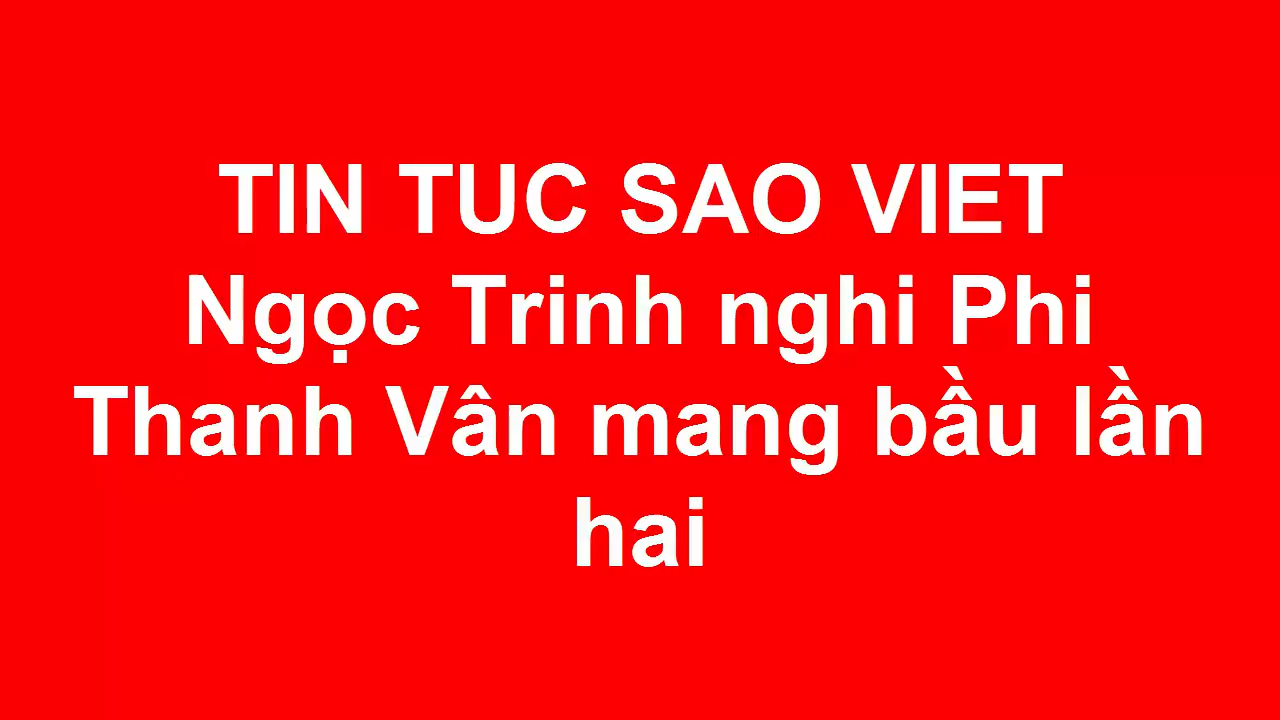 TIN TUC SAO VIET
Ngọc Trinh nghi Phi
Thanh Vân mang bầu lần
hai